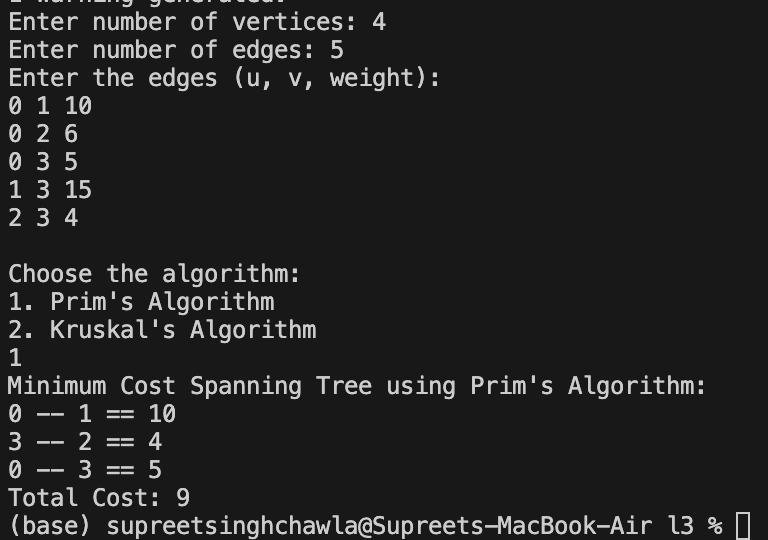 1 warning generated.
Enter number of vertices: 4
Enter number of edges: 5
Enter the edges (u, v, weight):
0 1 10
0 2 6
0 3 5
1 3 15
2 3 4
Choose the algorithm:
1. Prim's Algorithm
2. Kruskal's Algorithm
1
Minimum Cost Spanning Tree using Prim's Algorithm:
0 -- 1 == 10
3 -- 2 == 4
0 -- 3 == 5
Total Cost: 9
(base) supreetsinghchawla@Supreets-MacBook-Air l3 %